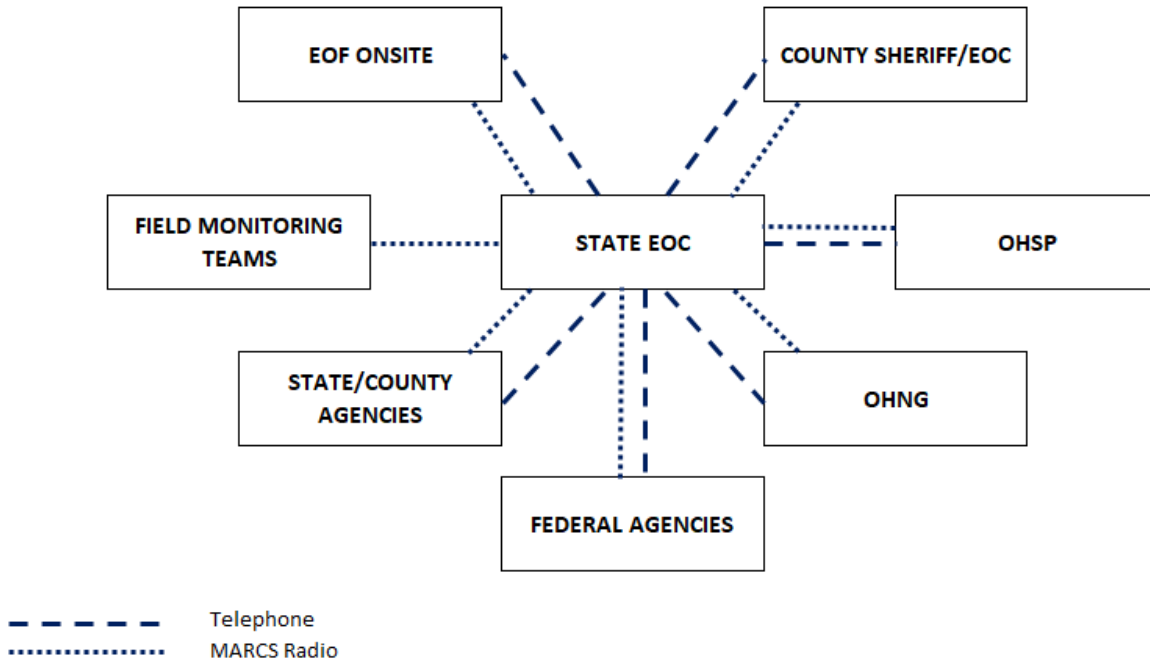 EOF ONSITE
COUNTY SHERIFF/EOC
FIELD MONITORING
TEAMS
STATE EOC
OHSP
STATE/COUNTY
AGENCIES
OHNG
FEDERAL AGENCIES
Telephone
MARCS Radio